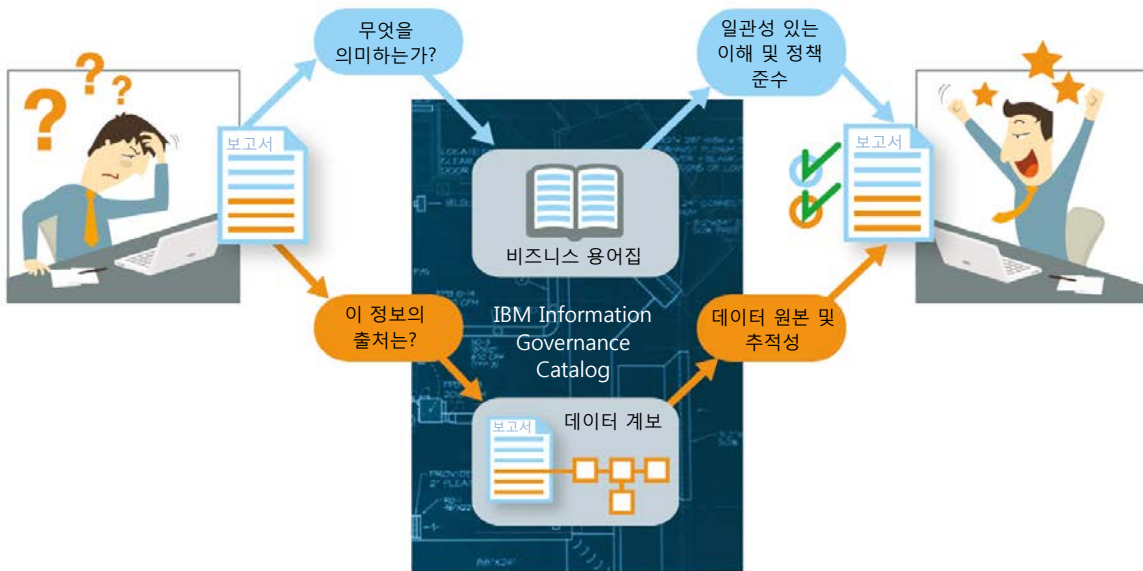 무엇을
의미하는가?
일관성 있는
이해 및 정책
준수
?
?
?
보고서
보고서
비즈니스 용어집
이 정보의
출처는?
IBM Information
Governance
Catalog
데이터 원본 및
추적성
데이터 계보
보고서